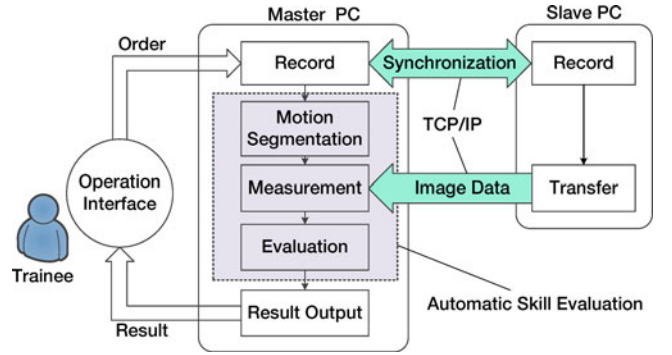 Master PC
Slave PC
Order
Record
Synchronization
Record
Motion
Segmentation
TCP/IP
Operation
Interface
Measurement
Image Data
Transfer
Evaluation
Trainee
Automatic Skill Evaluation
Result Output
Result